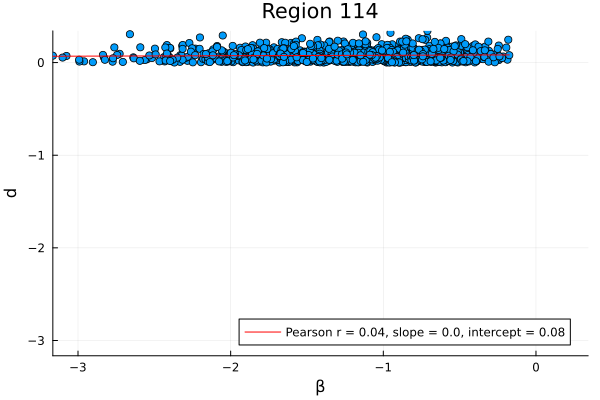 Region 114
d
0
−1
−2
−3
Pearson r = 0.04, slope = 0.0, intercept = 0.08
−3 −2 −1 0
β